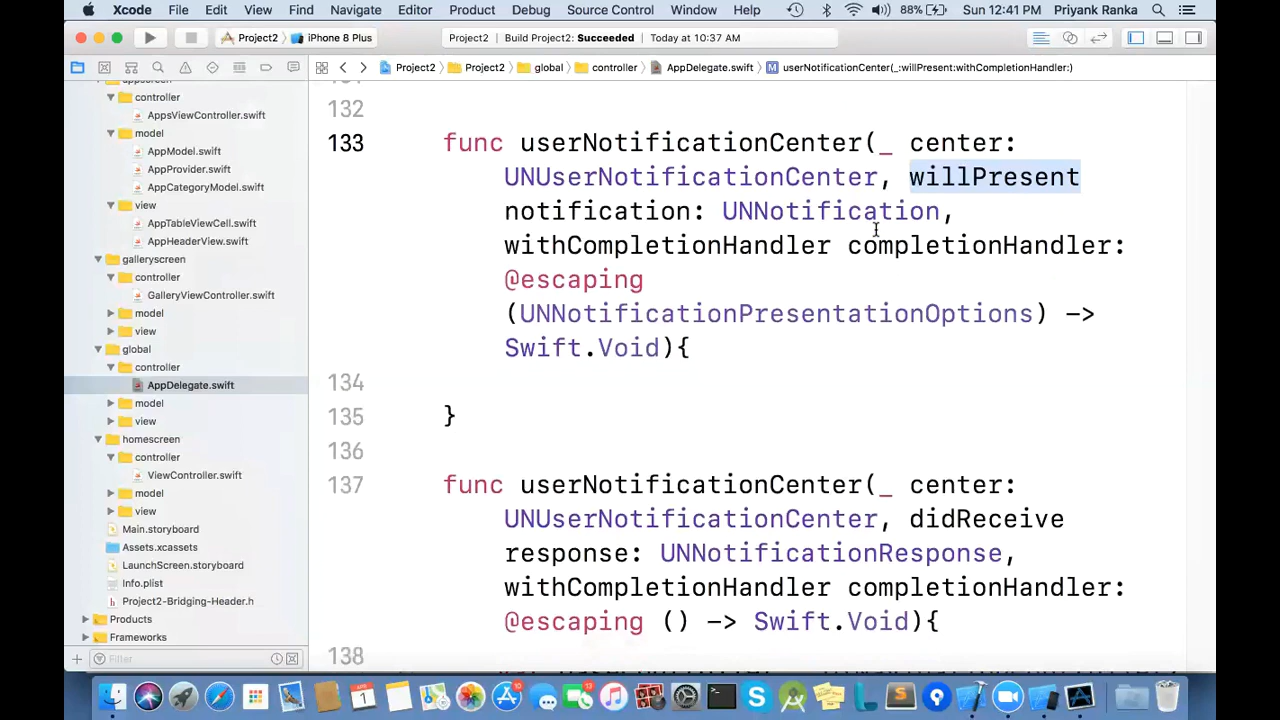 Xcode File Edit View Find Navigate Editor Product Debug Source Control Window Help 88% Sun 12:41 PM Priyank Ranka
Project2 iPhone 8 Plus Project2 | Build Project2: Succeeded | Today at 10:37 AM
Project2 Project2 global controller AppDelegate.swift M userNotificationCenter(_:willPresent:withCompletionHandler:)
controller
AppsViewController.swift
model
AppModel.swift
AppProvider.swift
AppCategoryModel.swift
view
AppTableViewCell.swift
AppHeaderView.swift
galleryscreen
controller
GalleryViewController.swift
model
view
global
controller
AppDelegate.swift
model
view
homescreen
controller
ViewController.swift
model
view
Main.storyboard
Assets.xcassets
LaunchScreen.storyboard
Info.plist
Project2-Bridging-Header.h
Products
Frameworks
Filter
132
133 func userNotificationCenter(_ center:
UNUserNotificationCenter, willPresent
notification: UNNotification,
withCompletionHandler completionHandler:
@escaping
(UNNotificationPresentationOptions) ->
Swift.Void){
134
135 }
136
137 func userNotificationCenter(_ center:
UNUserNotificationCenter, didReceive
response: UNNotificationResponse,
withCompletionHandler completionHandler:
@escaping () -> Swift.Void){
138